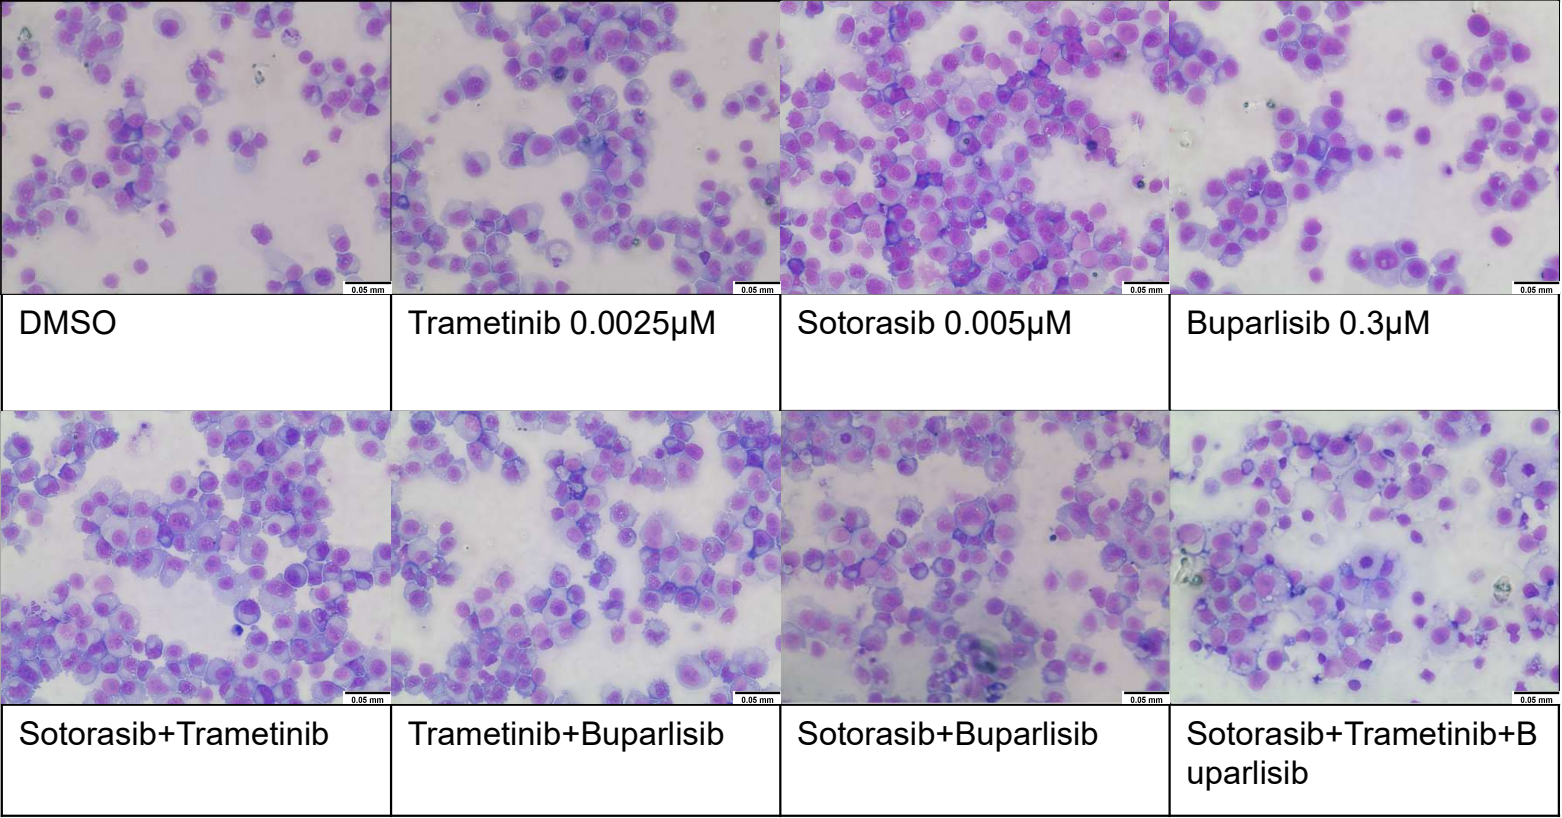 0.05 mm
0.05 mm
0.05 mm
0.05 mm
DMSO
Trametinib 0.0025µM
Sotorasib 0.005µM
Buparlisib 0.3µM
0.05 mm
0.05 mm
0.05 mm
0.05 mm
Sotorasib+Trametinib
Trametinib+Buparlisib
Sotorasib+Buparlisib
Sotorasib+Trametinib+B
uparlisib